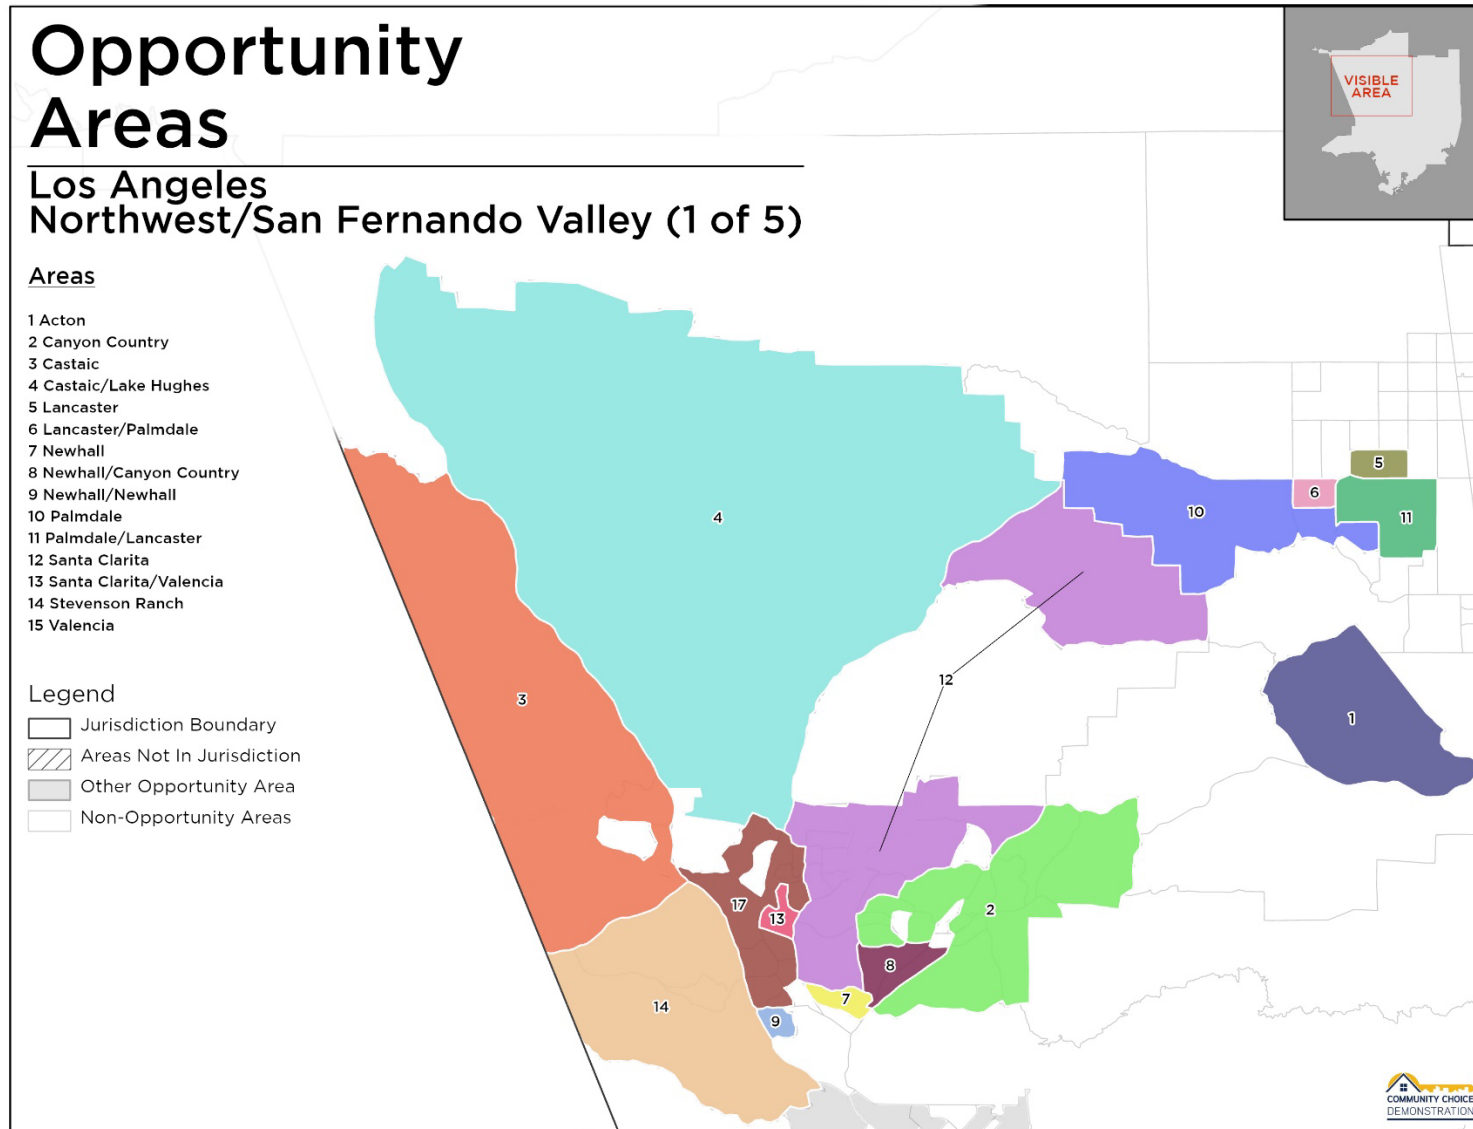 Opportunity
Areas
Los Angeles
Northwest/San Fernando Valley (1 of 5)
VISIBLE
AREA
Areas
1 Acton
2 Canyon Country
3 Castaic
4 Castaic/Lake Hughes
5 Lancaster
6 Lancaster/Palmdale
7 Newhall
8 Newhall/Canyon Country
9 Newhall/Newhall
10 Palmdale
11 Palmdale/Lancaster
12 Santa Clarita
13 Santa Clarita/Valencia
14 Stevenson Ranch
15 Valencia
Legend
Jurisdiction Boundary
Areas Not In Jurisdiction
Other Opportunity Area
Non-Opportunity Areas
5
6
10
11
4
12
3
1
17
13
2
8
7
14
9
COMMUNITY CHOICE
DEMONSTRATION